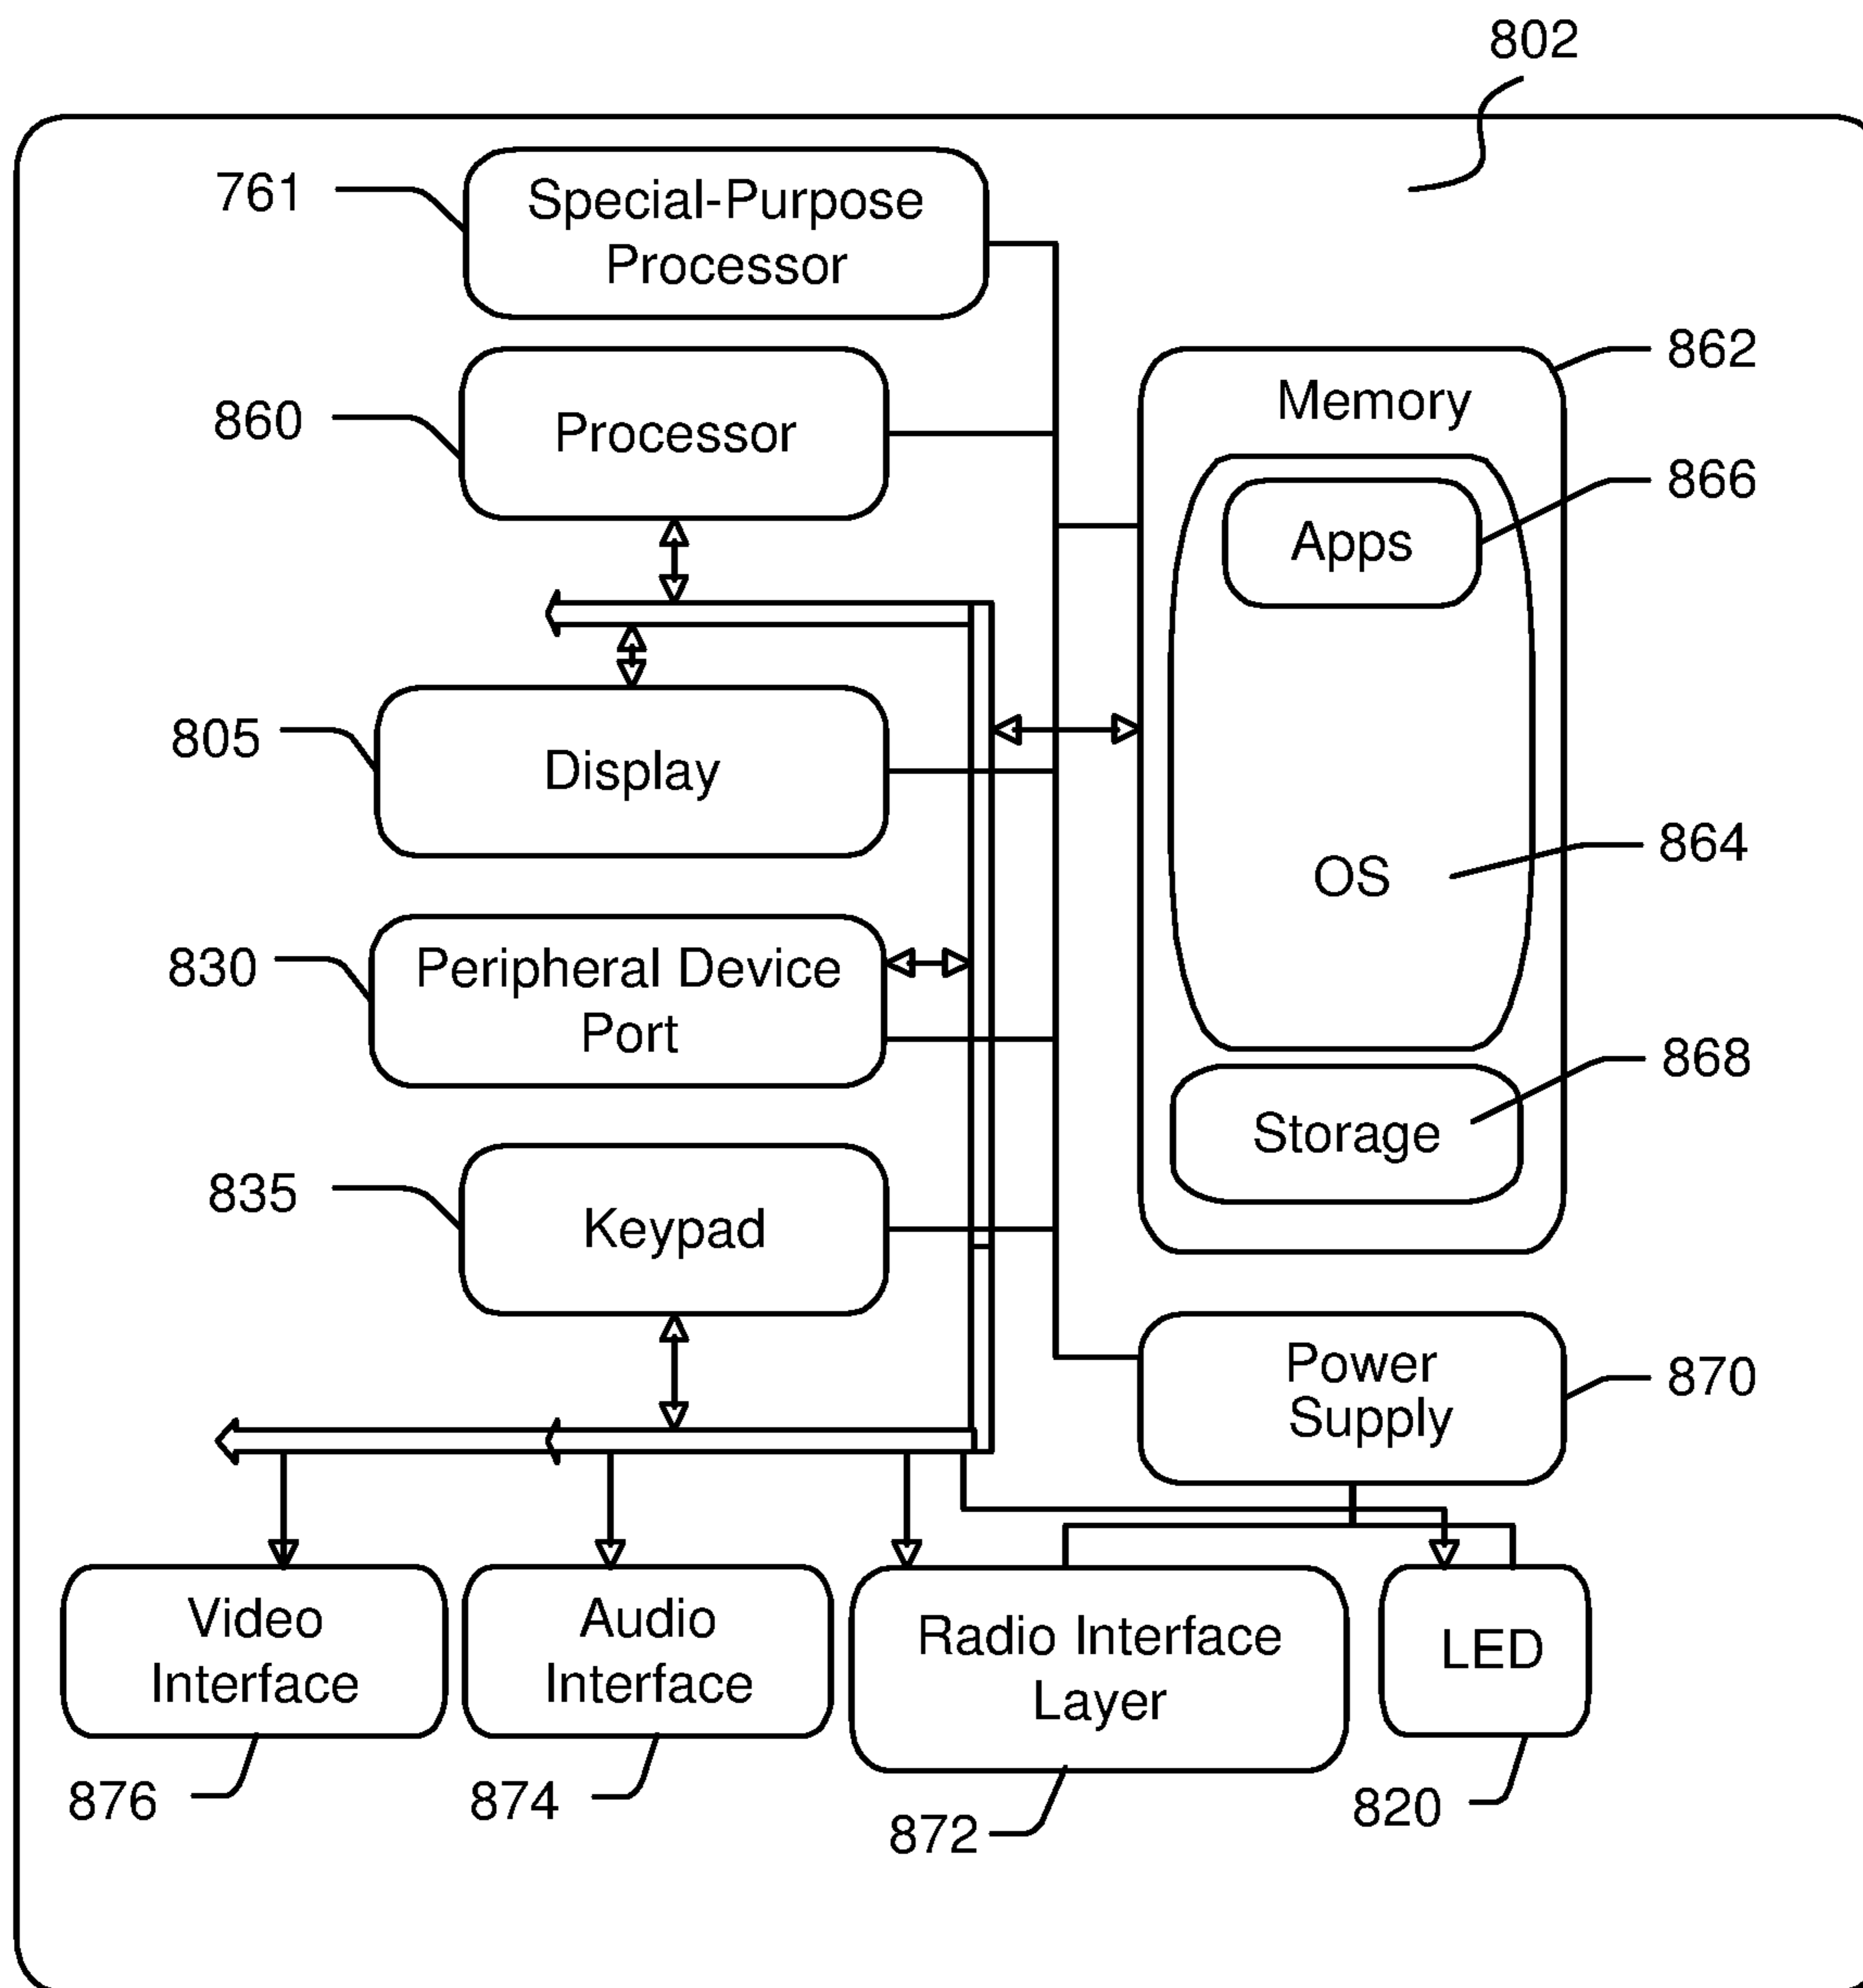 802
761
Special-Purpose
Processor
862
Memory
860
Processor
866
Apps
805
Display
864
OS
830
Peripheral Device
Port
868
Storage
835
Keypad
Power
Supply
870
Video
Interface
Audio
Interface
Radio Interface
Layer
LED
876
874
872
820